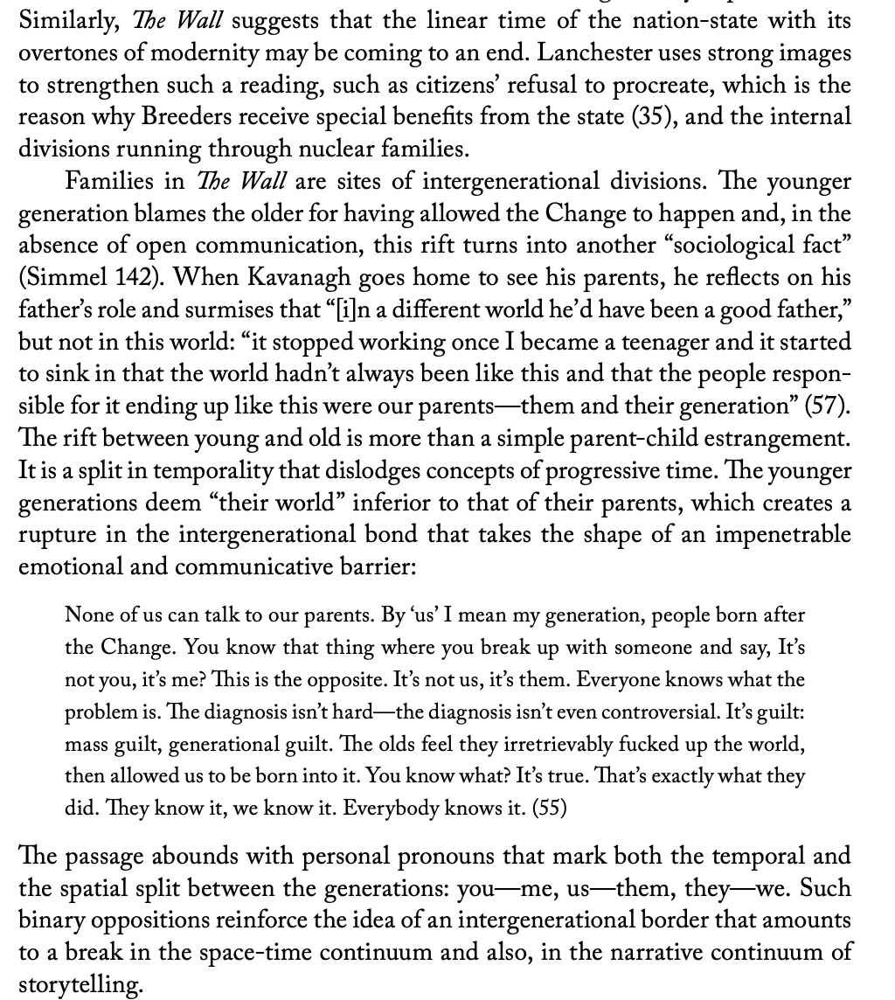 Similarly, The Wall suggests that the linear time of the nation-state with its
overtones of modernity may be coming to an end. Lanchester uses strong images
to strengthen such a reading, such as citizens’ refusal to procreate, which is the
reason why Breeders receive special benefits from the state (35), and the internal
divisions running through nuclear families.
Families in The Wall are sites of intergenerational divisions. The younger
generation blames the older for having allowed the Change to happen and, in the
absence of open communication, this rift turns into another “sociological fact”
(Simmel 142). When Kavanagh goes home to see his parents, he reflects on his
father’s role and surmises that “[i]n a different world he’d have been a good father,”
but not in this world: “it stopped working once I became a teenager and it started
to sink in that the world hadn’t always been like this and that the people respon-
sible for it ending up like this were our parents—them and their generation” (57).
The rift between young and old is more than a simple parent-child estrangement.
It is a split in temporality that dislodges concepts of progressive time. The younger
generations deem “their world” inferior to that of their parents, which creates a
rupture in the intergenerational bond that takes the shape of an impenetrable
emotional and communicative barrier:
None of us can talk to our parents. By ‘us’ I mean my generation, people born after
the Change. You know that thing where you break up with someone and say, It’s
not you, it’s me? This is the opposite. It’s not us, it’s them. Everyone knows what the
problem is. The diagnosis isn’t hard—the diagnosis isn’t even controversial. It’s guilt:
mass guilt, generational guilt. The olds feel they irretrievably fucked up the world,
then allowed us to be born into it. You know what? It’s true. That’s exactly what they
did. They know it, we know it. Everybody knows it. (55)
The passage abounds with personal pronouns that mark both the temporal and
the spatial split between the generations: you—me, us—them, they—we. Such
binary oppositions reinforce the idea of an intergenerational border that amounts
to a break in the space-time continuum and also, in the narrative continuum of
storytelling.